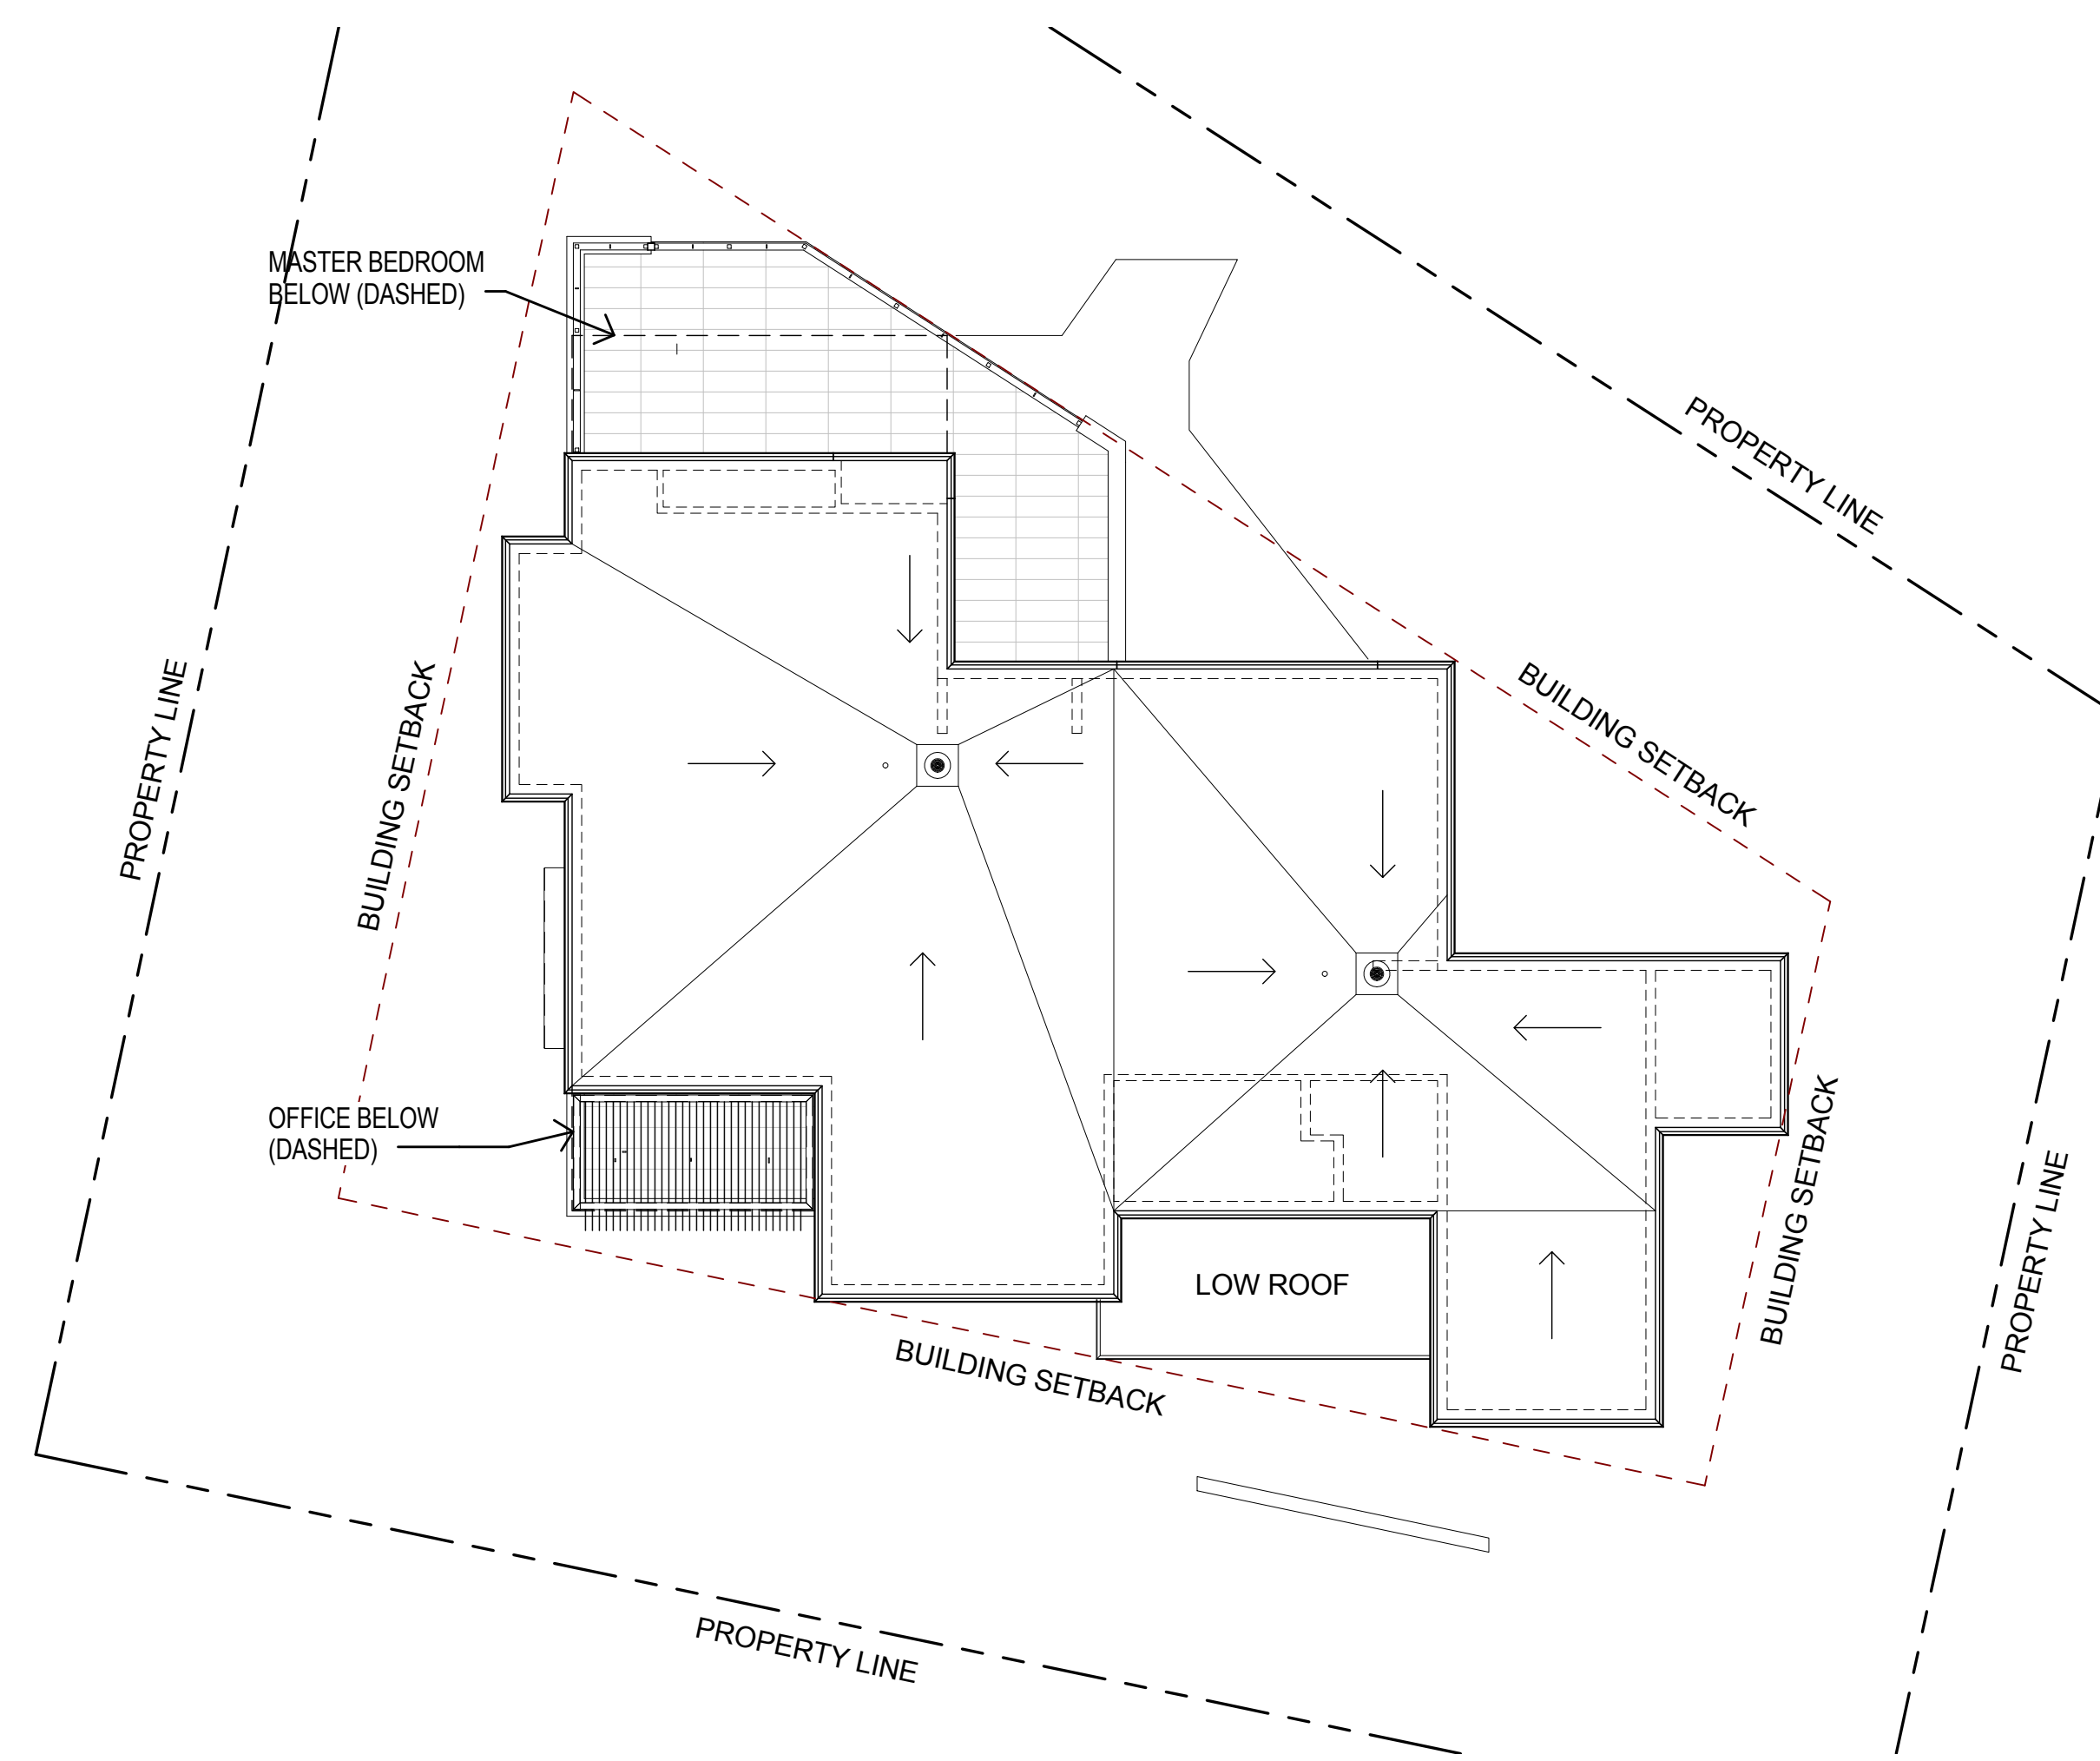 MASTER BEDROOM
BELOW (DASHED)
PROPERTY LINE
PROPERTY LINE
BUILDING SETBACK
BUILDING SETBACK
OFFICE BELOW
(DASHED)
LOW ROOF
BUILDING SETBACK
BUILDING SETBACK
PROPERTY LINE
PROPERTY LINE